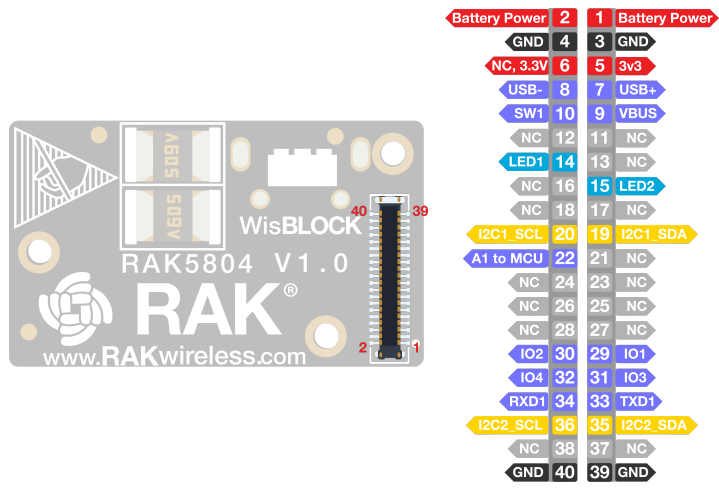 Battery Power 2 1 Battery Power
GND 4 3 GND
NC, 3.3V 6 5 3v3
USB- 8 7 USB+
SW1 10 9 VBUS
NC 12 11 NC
LED1 14 13 NC
NC 16 15 LED2
NC 18 17 NC
I2C1_SCL 20 19 I2C1_SDA
A1 to MCU 22 21 NC
NC 24 23 NC
NC 26 25 NC
NC 28 27 NC
IO2 30 29 IO1
IO4 32 31 IO3
RXD1 34 33 TXD1
I2C2_SCL 36 35 I2C2_SDA
NC 38 37 NC
GND 40 39 GND
509V
509V
40 39
WisBLOCK
RAK5804 V1.0
RAK®
2 1
www.RAKwireless.com